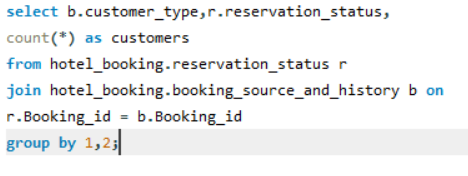 select b.customer_type,r.reservation_status,
count(*) as customers
from hotel_booking.reservation_status r
join hotel_booking.booking_source_and_history b on
r.Booking_id = b.Booking_id
group by 1,2;